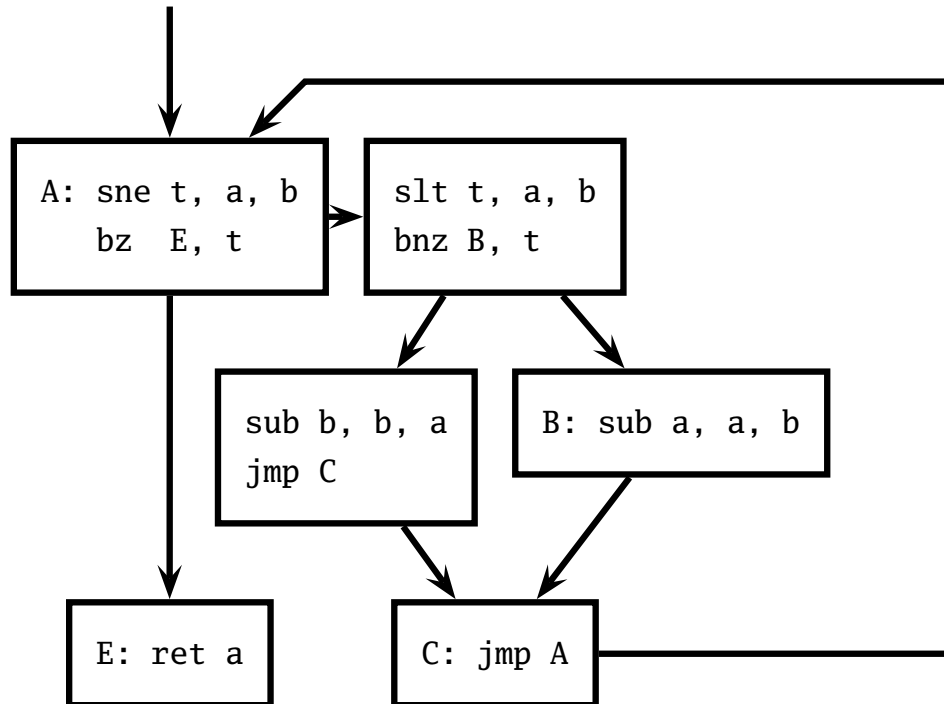 A: sne t, a, b
bz E, t
slt t, a, b
bnz B, t
sub b, b, a
jmp C
B: sub a, a, b
E: ret a
C: jmp A